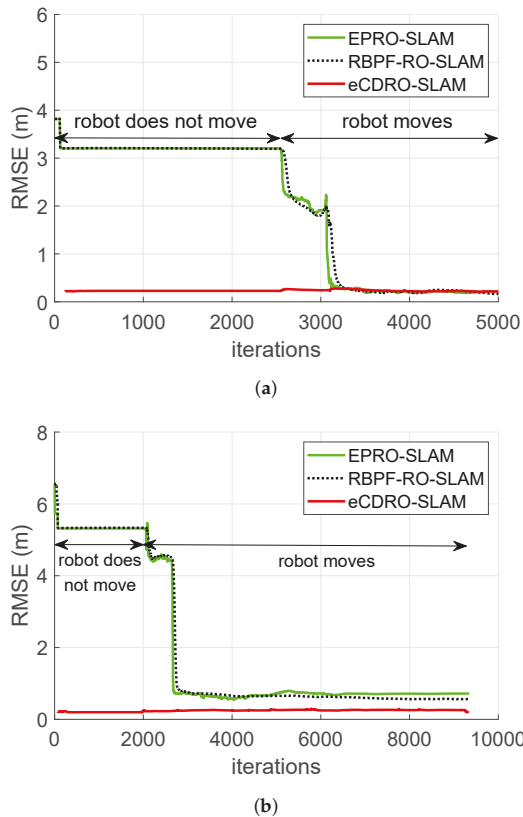 6
5
4
3
2
1
0
RMSE (m)
EPRO-SLAM
RBPF-RO-SLAM
eCDRO-SLAM
robot does not move
robot moves
0
1000
2000
3000
4000
5000
iterations
(a)
8
6
4
2
0
RMSE (m)
EPRO-SLAM
RBPF-RO-SLAM
eCDRO-SLAM
robot does
not move
robot moves
0
2000
4000
6000
8000
10000
iterations
(b)